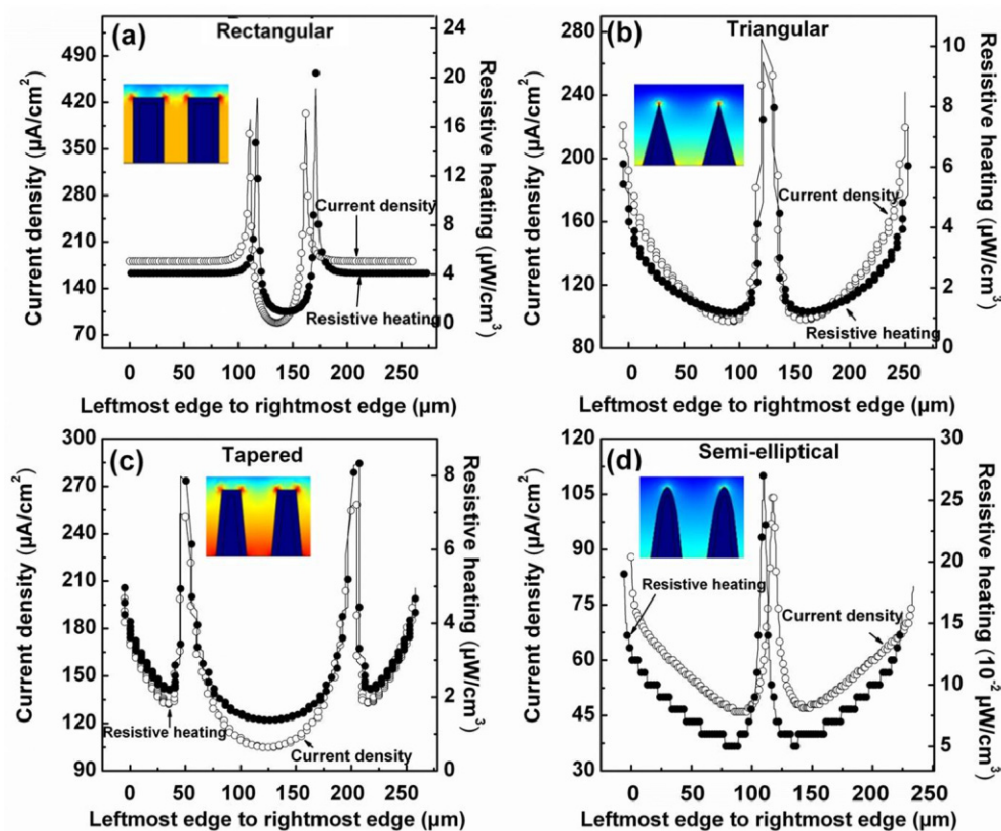 (a)
Rectangular
Current density (µA/cm²)
490
420
350
280
210
140
70
24
20
16
12
8
4
0
Resistive heating (µW/cm³)
Current density
Resistive heating
0 50 100 150 200 250
Leftmost edge to rightmost edge (µm)
(b)
Triangular
Current density (µA/cm²)
280
240
200
160
120
80
10
8
6
4
2
0
Resistive heating (µW/cm³)
Current density
Resistive heating
0 50 100 150 200 250
Leftmost edge to rightmost edge (µm)
(c)
Tapered
Current density (µA/cm²)
300
270
240
210
180
150
120
90
8
6
4
2
0
Resistive heating (µW/cm³)
Resistive heating
Current density
0 50 100 150 200 250
Leftmost edge to rightmost edge (µm)
(d)
Semi-elliptical
Current density (µA/cm²)
120
105
90
75
60
45
30
30
25
20
15
10
5
Resistive heating (10⁻² µW/cm³)
Resistive heating
Current density
0 50 100 150 200 250
Leftmost edge to rightmost edge (µm)